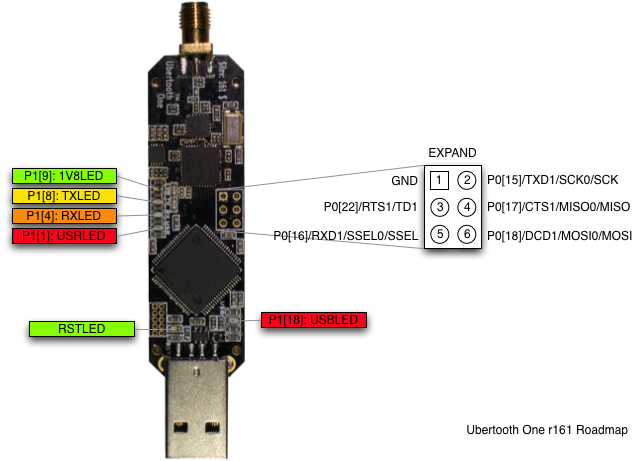 Ubertooth
One
EXPAND
P1[9]: 1V8LED
GND 1 2 P0[15]/TXD1/SCK0/SCK
P1[8]: TXLED
P0[22]/RTS1/TD1 3 4 P0[17]/CTS1/MISO0/MISO
P1[4]: RXLED
P1[1]: USRLED
P0[16]/RXD1/SSEL0/SSEL 5 6 P0[18]/DCD1/MOSI0/MOSI
P1[18]: USBLED
RSTLED
Ubertooth One r161 Roadmap